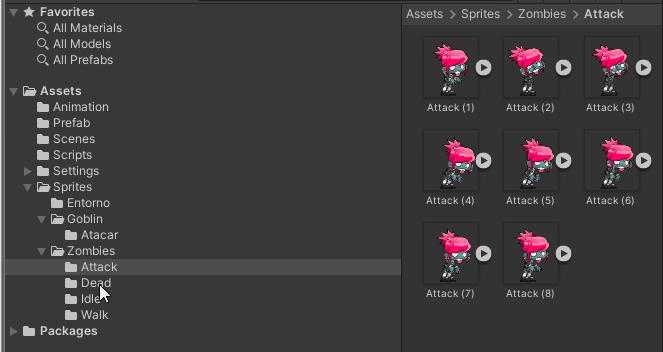 Favorites
All Materials
All Models
All Prefabs
Assets
Animation
Prefab
Scenes
Scripts
Settings
Sprites
Entorno
Goblin
Atacar
Zombies
Attack
Dead
Idle
Walk
Packages
Assets > Sprites > Zombies > Attack
Attack (1) Attack (2) Attack (3)
Attack (4) Attack (5) Attack (6)
Attack (7) Attack (8)